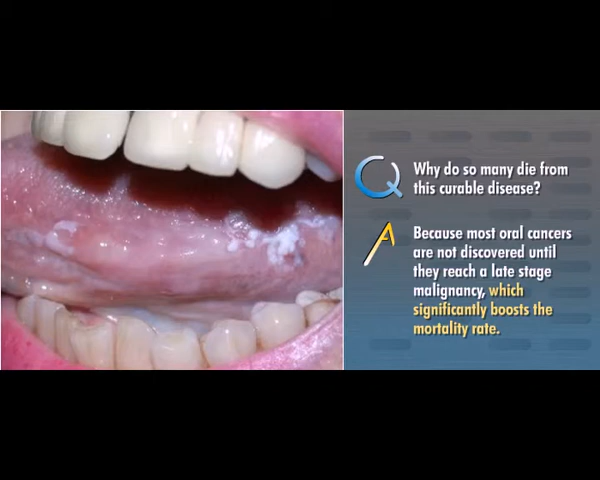 Q
Why do so many die from
this curable disease?
A
Because most oral cancers
are not discovered until
they reach a late stage
malignancy, which
significantly boosts the
mortality rate.